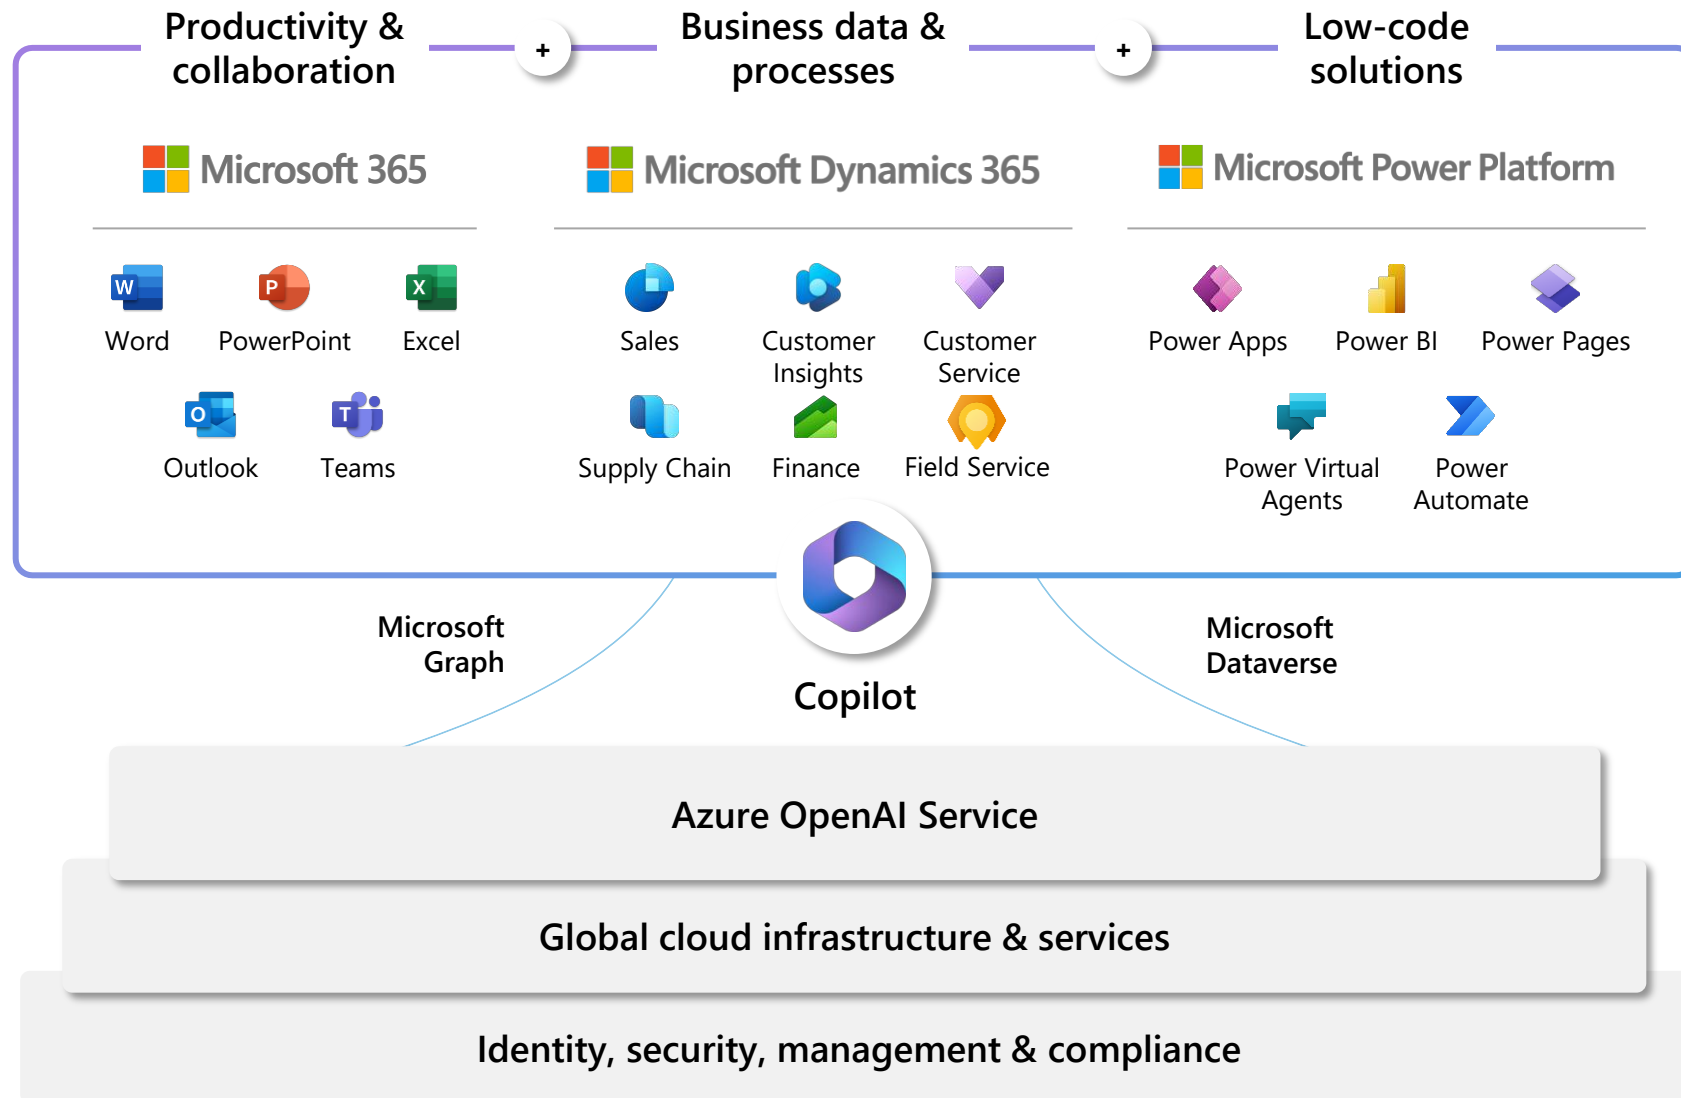 Productivity &
collaboration
+
Business data &
processes
+
Low-code
solutions
Microsoft 365
Microsoft Dynamics 365
Microsoft Power Platform
W
Word
P
PowerPoint
X
Excel
O
Outlook
T
Teams
Sales
Customer
Insights
Customer
Service
Supply Chain
Finance
Field Service
Power Apps
Power BI
Power Pages
Power Virtual
Agents
Power
Automate
Microsoft
Graph
Copilot
Microsoft
Dataverse
Azure OpenAI Service
Global cloud infrastructure & services
Identity, security, management & compliance